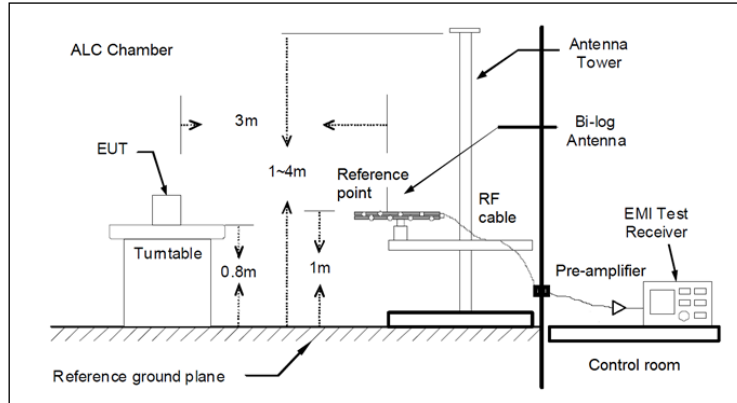 ALC Chamber
Antenna
Tower
3m
Bi-log
Antenna
EUT
1~4m
Reference
point
RF
cable
EMI Test
Receiver
Turntable
0.8m
1m
Pre-amplifier
Reference ground plane
Control room